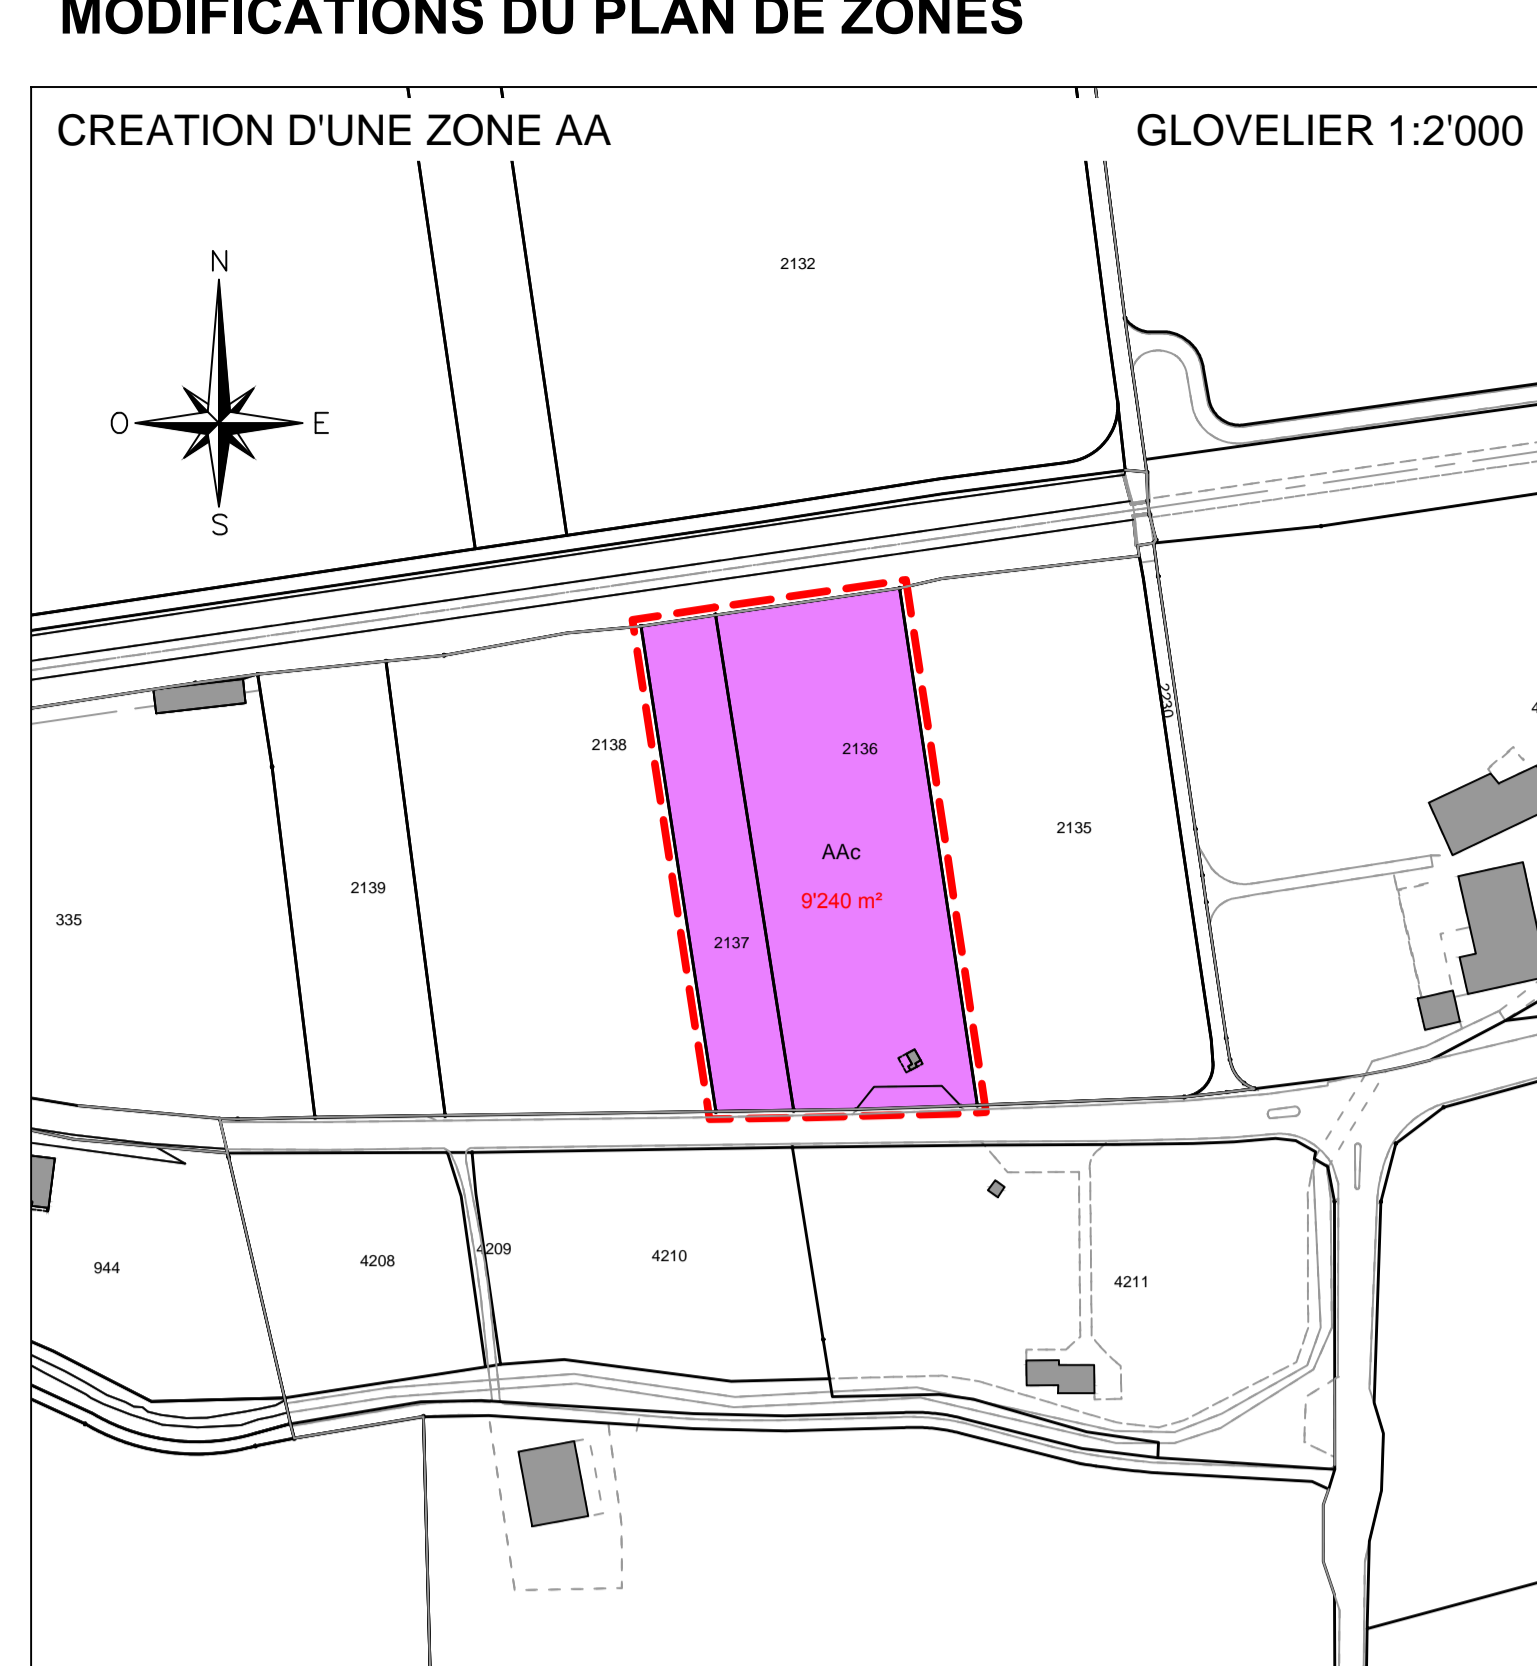 MODIFICATIONS DU PLAN DE ZONES
CREATION D'UNE ZONE AA
GLOVELIER 1:2'000
N
O
E
S
2132
2230
2138
2136
2135
AAc
9'240 m²
2139
335
2137
4209
4210
4208
944
4211
4